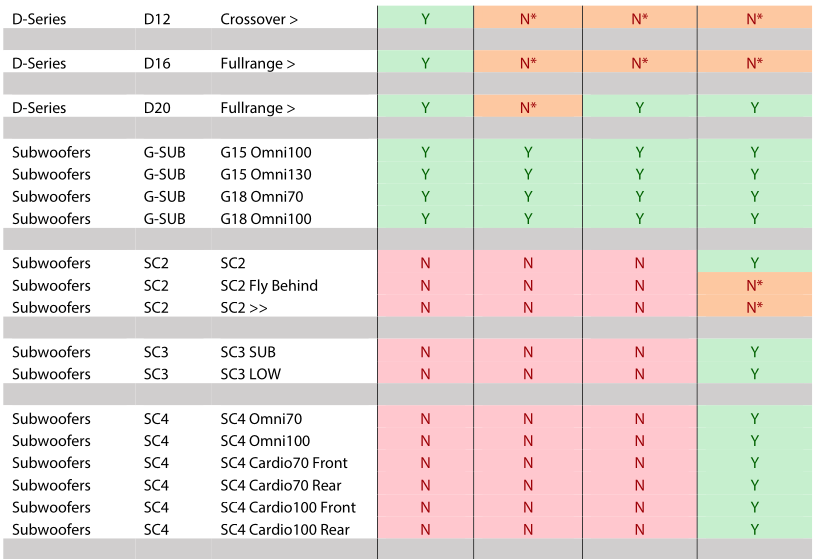 D-Series D12 Crossover > Y N* N* N*
D-Series D16 Fullrange > Y N* N* N*
D-Series D20 Fullrange > Y N* Y Y
Subwoofers G-SUB G15 Omni100 Y Y Y Y
Subwoofers G-SUB G15 Omni130 Y Y Y Y
Subwoofers G-SUB G18 Omni70 Y Y Y Y
Subwoofers G-SUB G18 Omni100 Y Y Y Y
Subwoofers SC2 SC2 N N N Y
Subwoofers SC2 SC2 Fly Behind N N N N*
Subwoofers SC2 SC2 >> N N N N*
Subwoofers SC3 SC3 SUB N N N Y
Subwoofers SC3 SC3 LOW N N N Y
Subwoofers SC4 SC4 Omni70 N N N Y
Subwoofers SC4 SC4 Omni100 N N N Y
Subwoofers SC4 SC4 Cardio70 Front N N N Y
Subwoofers SC4 SC4 Cardio70 Rear N N N Y
Subwoofers SC4 SC4 Cardio100 Front N N N Y
Subwoofers SC4 SC4 Cardio100 Rear N N N Y